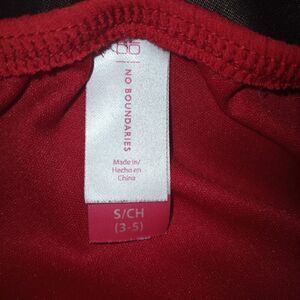 NO BOUNDARIES
Made in/
Hecho en
China
S/CH
(3-5)